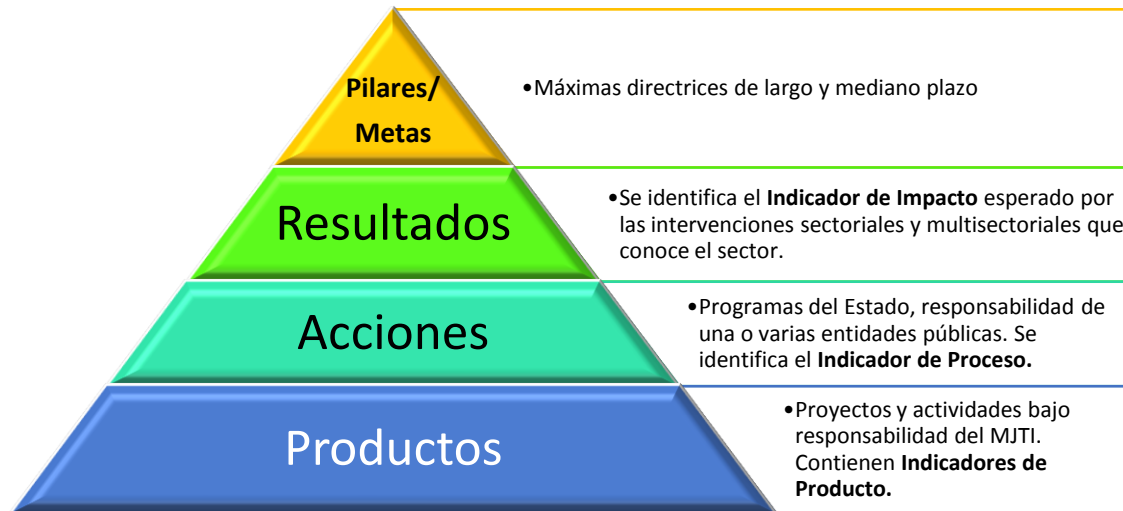 Pilares/
Metas
•Máximas directrices de largo y mediano plazo
Resultados
•Se identifica el Indicador de Impacto esperado por
las intervenciones sectoriales y multisectoriales que
conoce el sector.
Acciones
•Programas del Estado, responsabilidad de
una o varias entidades públicas. Se
identifica el Indicador de Proceso.
Productos
•Proyectos y actividades bajo
responsabilidad del MJTI.
Contienen Indicadores de
Producto.